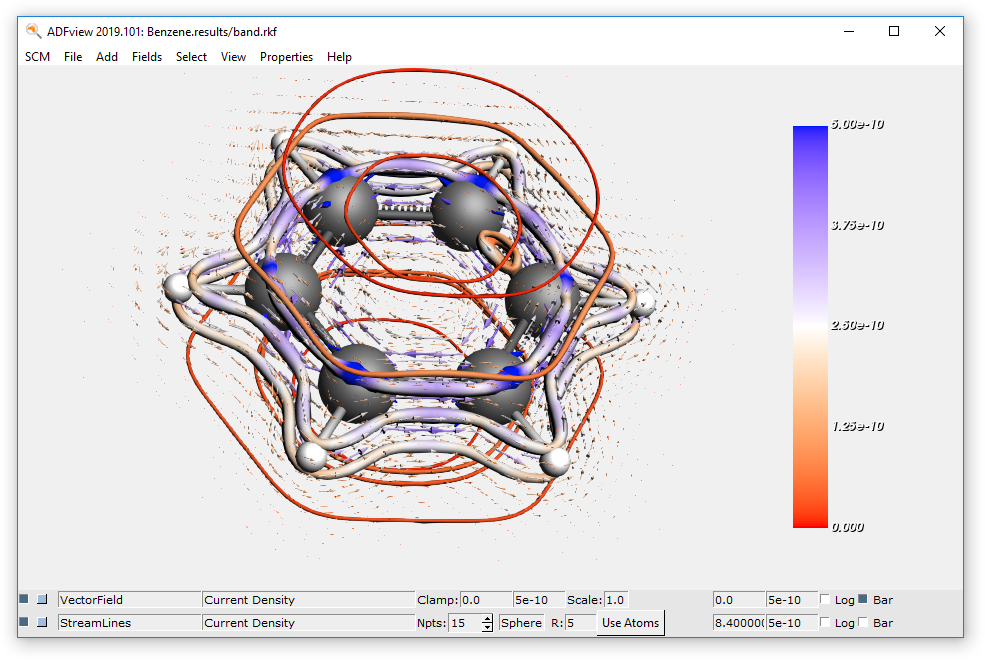 ADFview 2019.101: Benzene.results/band.rkf
SCM File Add Fields Select View Properties Help
5.00e-10
3.75e-10
2.50e-10
1.25e-10
0.000
VectorField Current Density Clamp: 0.0 5e-10 Scale: 1.0 0.0 5e-10 Log Bar
StreamLines Current Density Npts: 15 Sphere R: 5 Use Atoms 8.40000( 5e-10 Log Bar